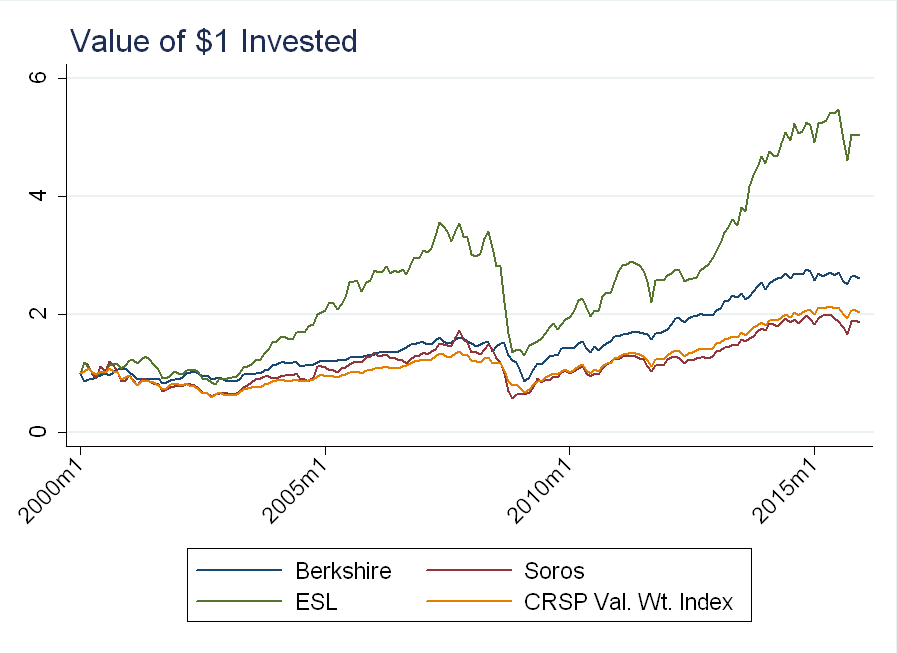 Value of $1 Invested
6
4
2
0
2000m1
2005m1
2010m1
2015m1
Berkshire
Soros
ESL
CRSP Val. Wt. Index